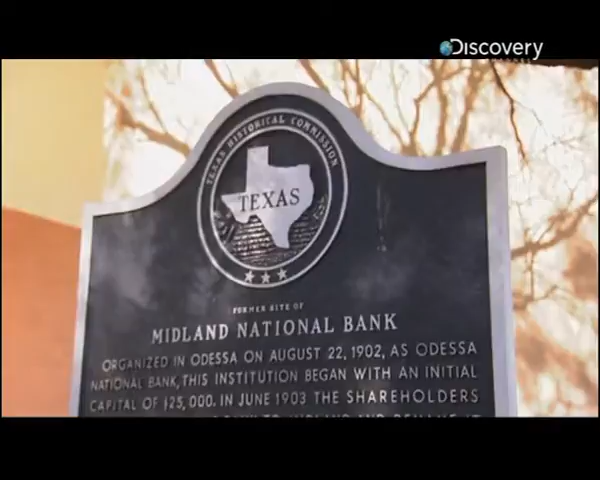 Discovery
TEXAS HISTORICAL COMMISSION
TEXAS
FORMER SITE OF
MIDLAND NATIONAL BANK
ORGANIZED IN ODESSA ON AUGUST 22, 1902, AS ODESSA
NATIONAL BANK, THIS INSTITUTION BEGAN WITH AN INITIAL
CAPITAL OF $25,000. IN JUNE 1903 THE SHAREHOLDERS